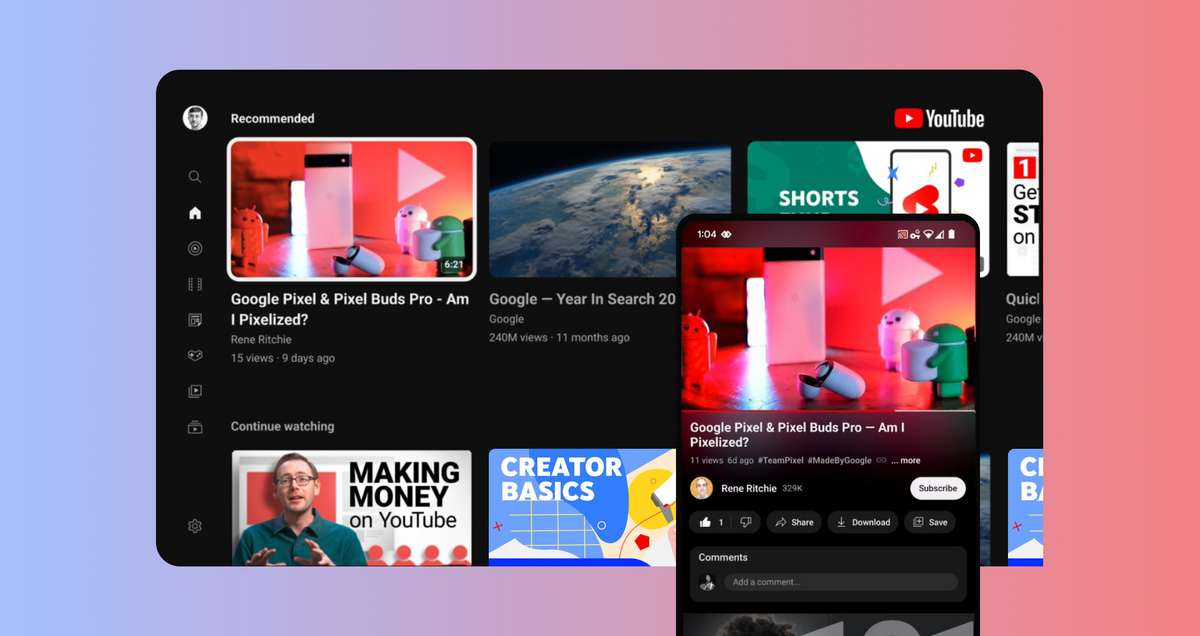 Recommended
YouTube
6:21
SHORTS
1
Get
ST
on
Google Pixel & Pixel Buds Pro - Am
I Pixelized?
Rene Ritchie
15 views · 9 days ago
Google — Year In Search 20
Google
240M views · 11 months ago
Quicl
Google
240M v
Continue watching
MAKING
MONEY
on YouTube
CREATOR
BASICS
1:04
Google Pixel & Pixel Buds Pro — Am I
Pixelized?
11 views 6d ago #TeamPixel #MadeByGoogle ... more
Rene Ritchie 329K
Subscribe
1
Share
Download
Save
Comments
Add a comment...